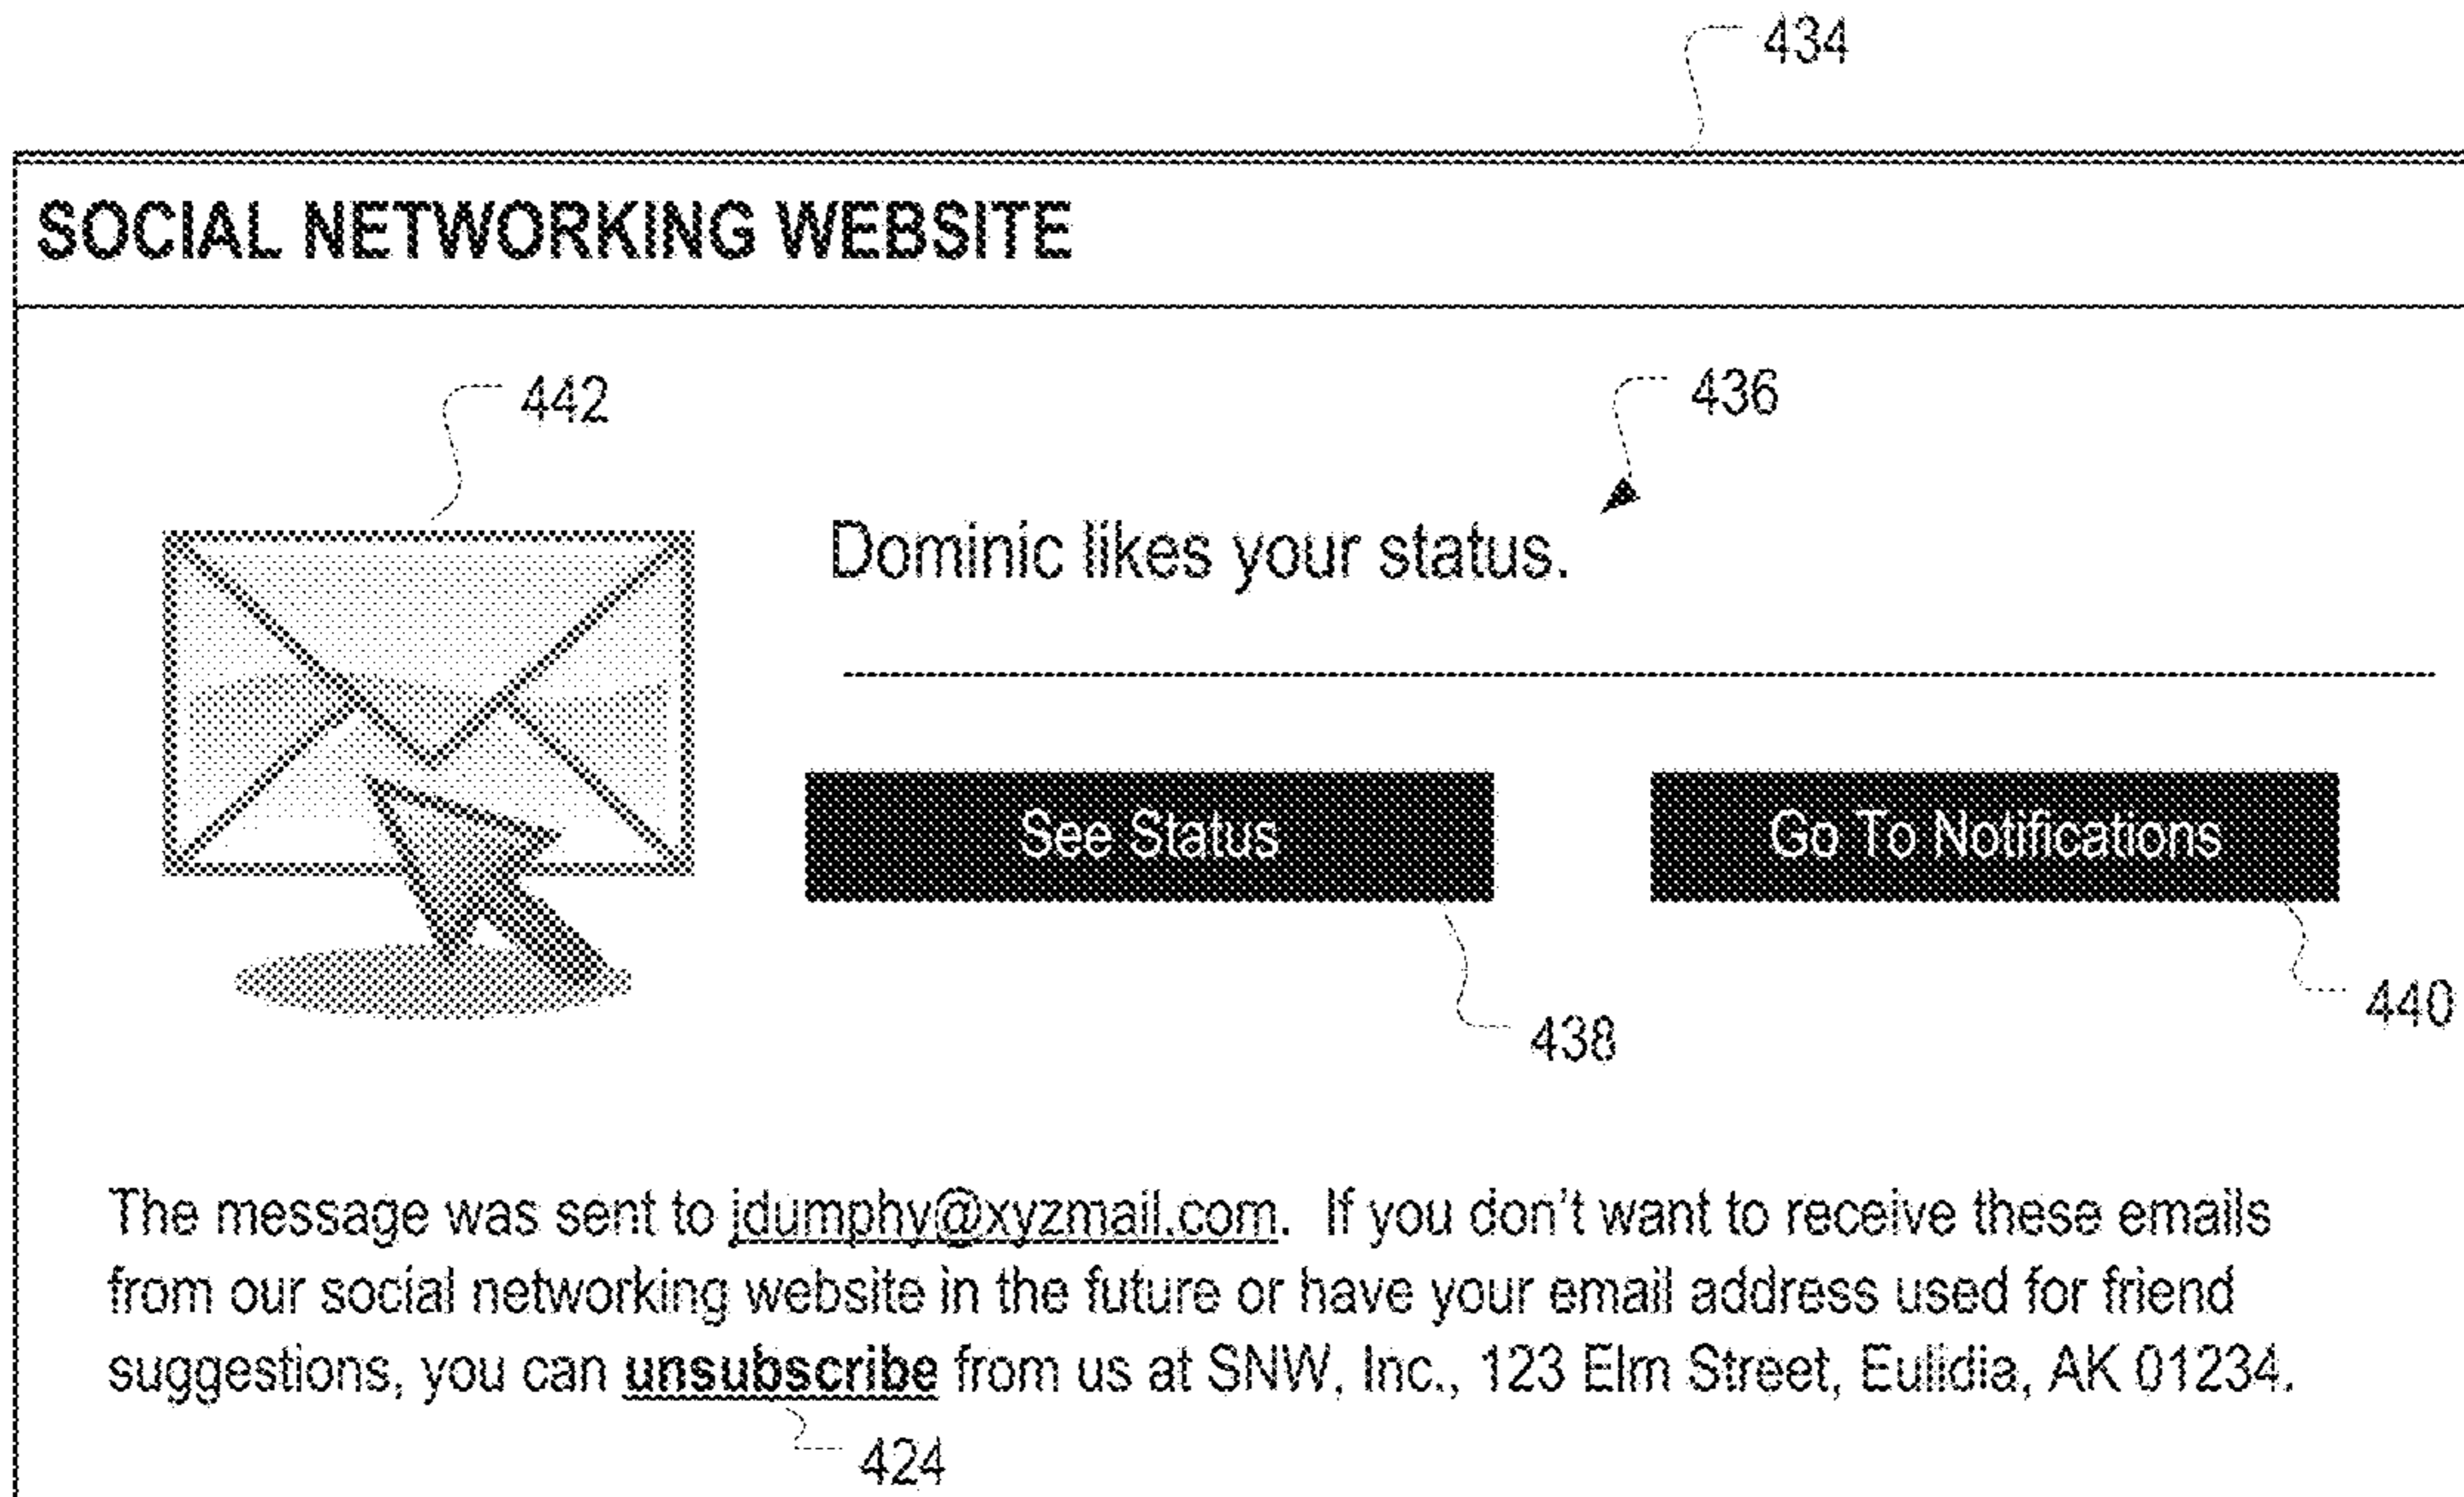 434
SOCIAL NETWORKING WEBSITE
442
436
Dominic likes your status.
See Status
Go To Notifications
438
440
The message was sent to jdumphy@xyzmail.com. If you don't want to receive these emails
from our social networking website in the future or have your email address used for friend
suggestions, you can unsubscribe from us at SNW, Inc., 123 Elm Street, Eulidia, AK 01234.
424